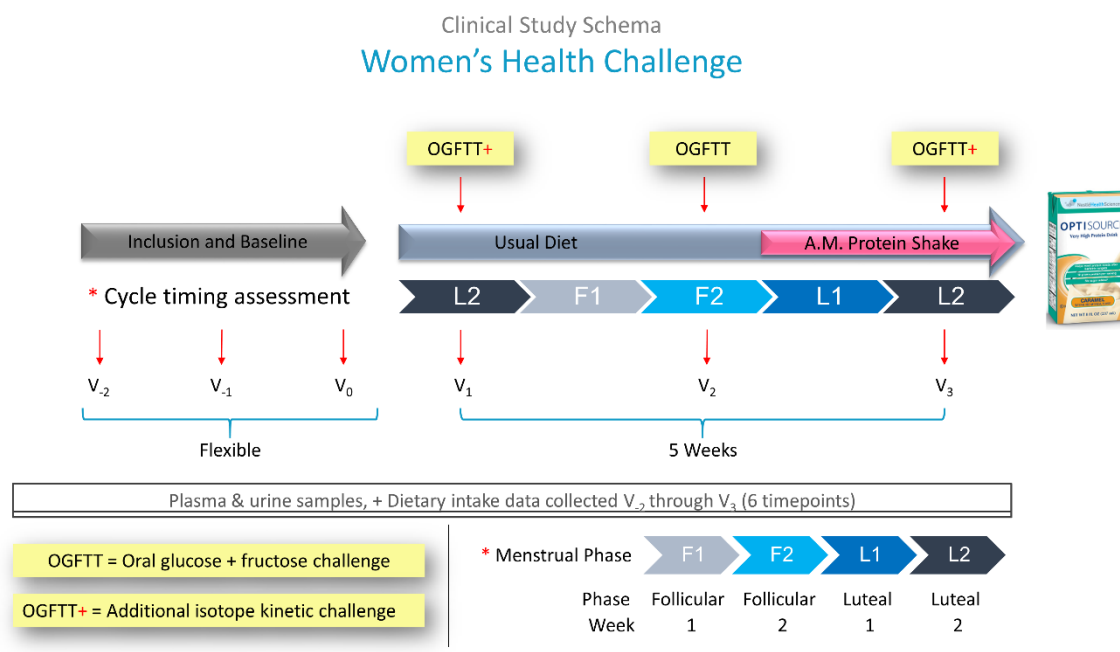 Clinical Study Schema
Women's Health Challenge
OGFTT+
OGFTT
OGFTT+
Inclusion and Baseline
Usual Diet
A.M. Protein Shake
* Cycle timing assessment
L2
F1
F2
L1
L2
V-2
V-1
V0
V1
V2
V3
Flexible
5 Weeks
OPTISOURCE
Very High Protein Drink
CARAMEL
Plasma & urine samples, + Dietary intake data collected V-2 through V3 (6 timepoints)
OGFTT = Oral glucose + fructose challenge
OGFTT+ = Additional isotope kinetic challenge
* Menstrual Phase
F1
F2
L1
L2
Phase Follicular Follicular Luteal Luteal
Week 1 2 1 2